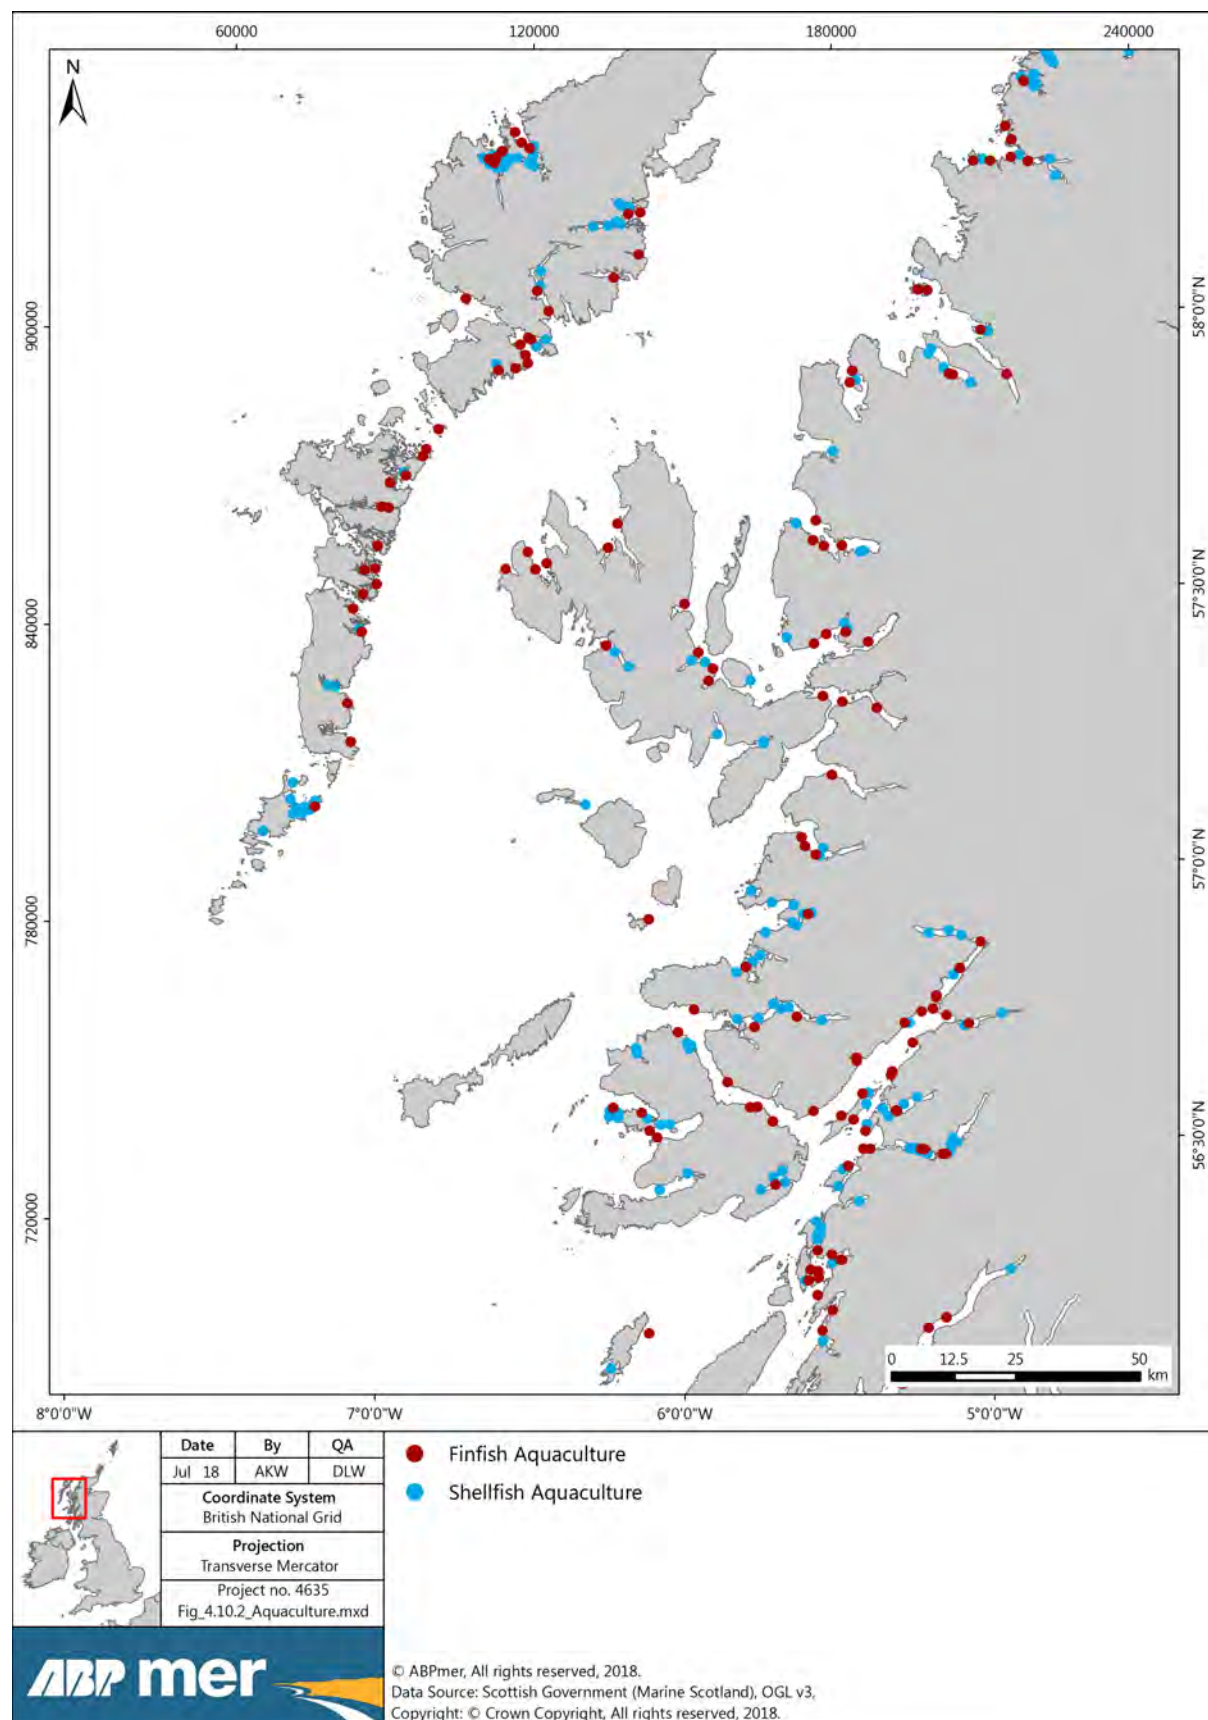 60000 120000 180000 240000
N
900000
840000
780000
720000
58°0'0"N
57°30'0"N
57°0'0"N
56°30'0"N
0 12.5 25 50
km
8°0'0"W 7°0'0"W 6°0'0"W 5°0'0"W
Date By QA
Jul 18 AKW DLW
Coordinate System
British National Grid
Projection
Transverse Mercator
Project no. 4635
Fig_4.10.2_Aquaculture.mxd
Finfish Aquaculture
Shellfish Aquaculture
ABP mer
© ABPmer, All rights reserved, 2018.
Data Source: Scottish Government (Marine Scotland), OGL v3,
Copyright: © Crown Copyright, All rights reserved, 2018.